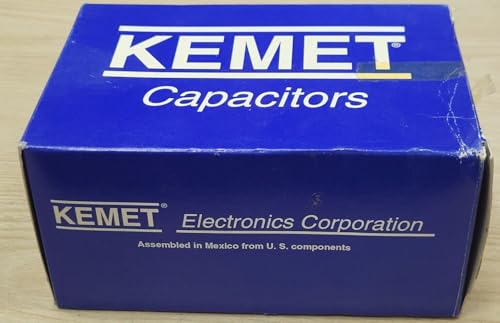 KEMET®
Capacitors
KEMET® Electronics Corporation
Assembled in Mexico from U. S. components